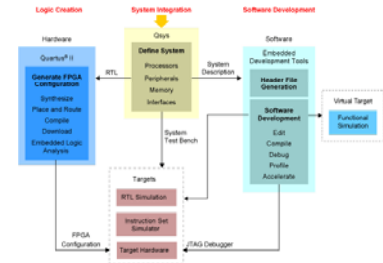 Logic Creation
System Integration
Software Development
Hardware
Quartus® II
Generate FPGA
Configuration
Synthesize
Place and Route
Compile
Download
Embedded Logic
Analysis
RTL
Qsys
Define System
Processors
Peripherals
Memory
Interfaces
System
Description
Software
Embedded
Development Tools
Header File
Generation
Software
Development
Edit
Compile
Debug
Profile
Accelerate
Virtual Target
Functional
Simulation
System
Test Bench
Targets
RTL Simulation
Instruction Set
Simulator
Target Hardware
FPGA
Configuration
JTAG Debugger